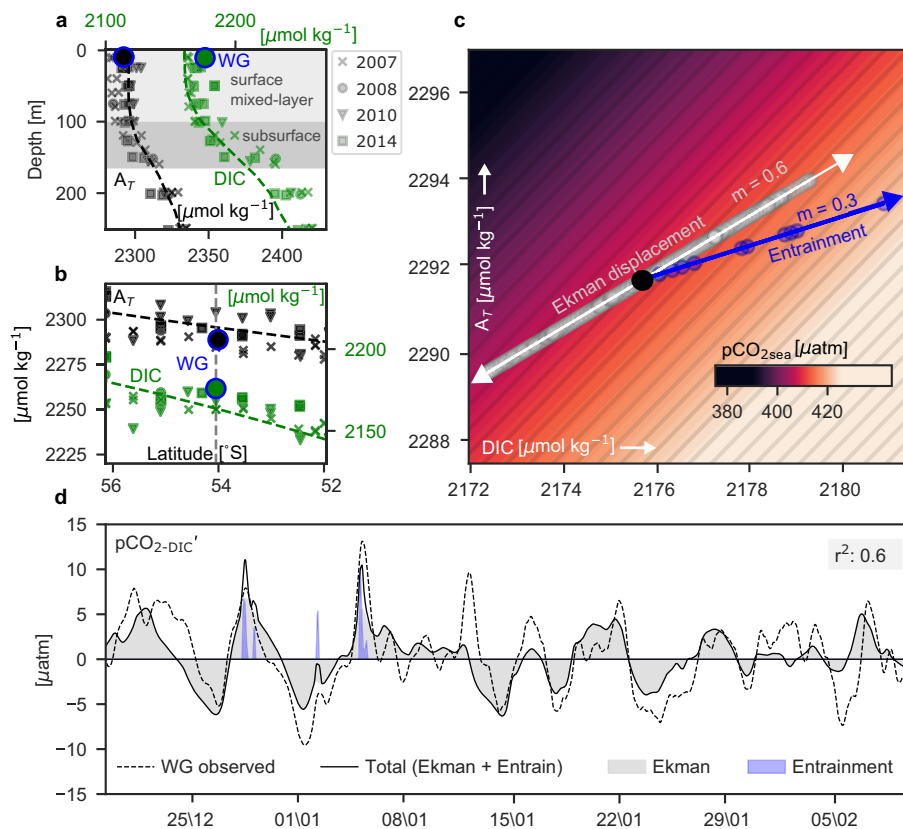 a
2100
2200
[μmol kg⁻¹]
WG
surface
mixed-layer
subsurface
A_T
DIC
[μmol kg⁻¹]
0
100
200
Depth [m]
2300
2350
2400
× 2007
2008
2010
2014
b
[μmol kg⁻¹]
A_T
WG
DIC
Latitude [°S]
2300
2275
2250
2220
[μmol kg⁻¹]
2200
2150
56
54
52
c
2296
2294
2292
2290
2288
A_T [μmol kg⁻¹]
m = 0.6
m = 0.3
Ekman displacement
Entrainment
pCO₂sea [μatm]
380
400
420
DIC [μmol kg⁻¹]
2172
2174
2176
2178
2180
d
pCO₂-DIC′
r²: 0.6
15
10
5
0
−5
−10
−15
[μatm]
WG observed
Total (Ekman + Entrain)
Ekman
Entrainment
25\12
01\01
08\01
15\01
22\01
29\01
05\02